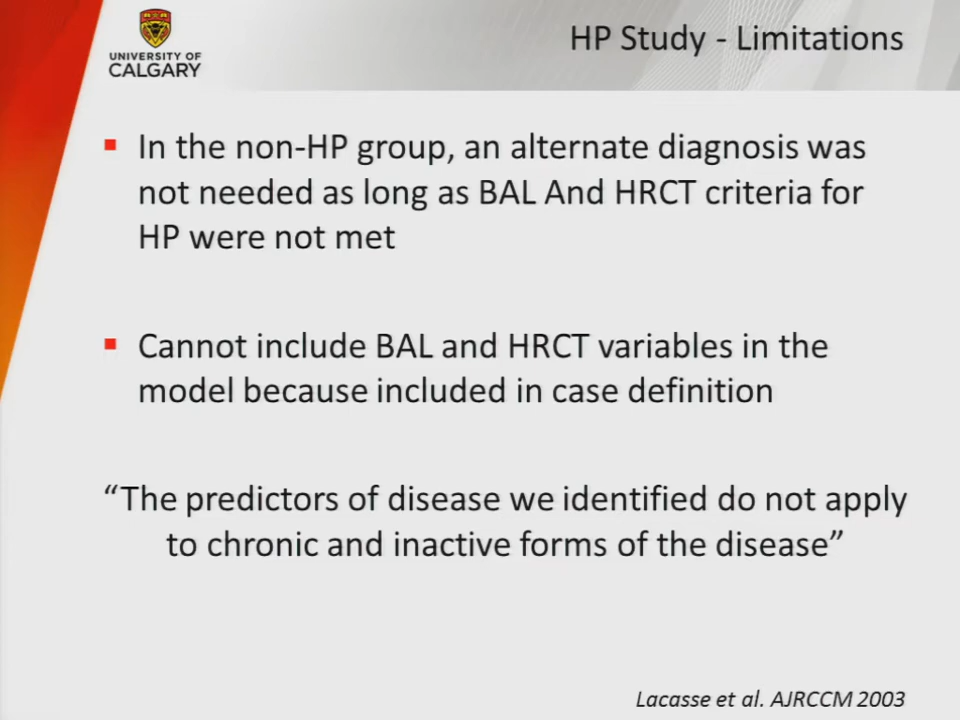 UNIVERSITY OF
CALGARY
HP Study - Limitations
In the non-HP group, an alternate diagnosis was
not needed as long as BAL And HRCT criteria for
HP were not met
Cannot include BAL and HRCT variables in the
model because included in case definition
“The predictors of disease we identified do not apply
to chronic and inactive forms of the disease”
Lacasse et al. AJRCCM 2003